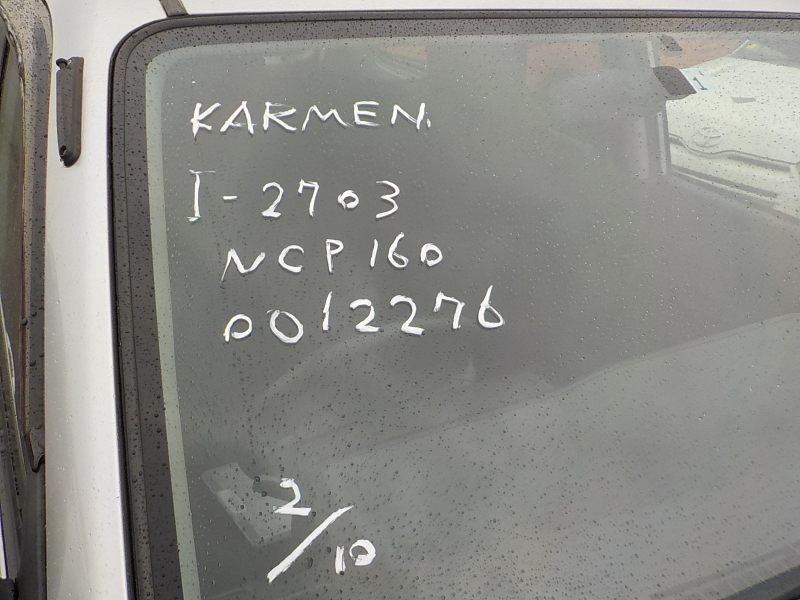 KARMEN.
I-2703
NCP160
0012276
2/10